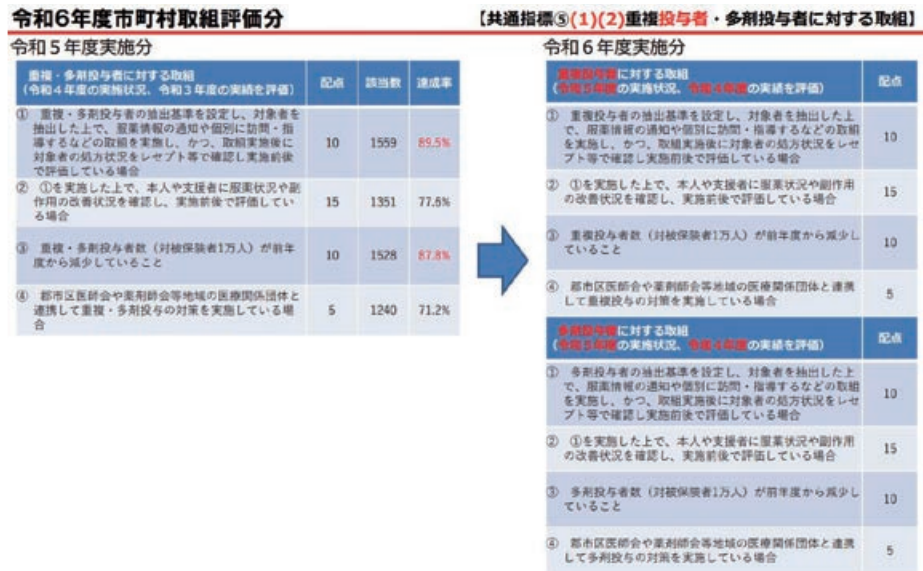 令和6年度市町村取組評価分
【共通指標⑤(1)(2)重複投与者・多剤投与者に対する取組】
令和5年度実施分
重複・多剤投与者に対する取組
（令和4年度の実施状況、令和3年度の実績を評価）
配点
該当数
達成率
① 重複・多剤投与者の抽出基準を設定し、対象者を
抽出した上で、服薬情報の通知や個別に訪問・指
導するなどの取組を実施し、かつ、取組実施後に
対象者の処方状況をレセプト等で確認し実施前後
で評価している場合
10
1559
89.5%
② ①を実施した上で、本人や支援者に服薬状況や副
作用の改善状況を確認し、実施前後で評価してい
る場合
15
1351
77.6%
③ 重複・多剤投与者数（対被保険者1万人）が前年
度から減少していること
10
1528
87.8%
④ 郡市区医師会や薬剤師会等地域の医療関係団体と
連携して重複・多剤投与の対策を実施している場
合
5
1240
71.2%
令和6年度実施分
重複投与者に対する取組
（令和5年度の実施状況、令和4年度の実績を評価）
配点
① 重複投与者の抽出基準を設定し、対象者を抽出した上
で、服薬情報の通知や個別に訪問・指導するなどの取組
を実施し、かつ、取組実施後に対象者の処方状況をレセ
プト等で確認し実施前後で評価している場合
10
② ①を実施した上で、本人や支援者に服薬状況や副作用
の改善状況を確認し、実施前後で評価している場合
15
③ 重複投与者数（対被保険者1万人）が前年度から減少し
ていること
10
④ 郡市区医師会や薬剤師会等地域の医療関係団体と連携
して重複投与の対策を実施している場合
5
多剤投与者に対する取組
（令和5年度の実施状況、令和4年度の実績を評価）
配点
① 多剤投与者の抽出基準を設定し、対象者を抽出した上
で、服薬情報の通知や個別に訪問・指導するなどの取組
を実施し、かつ、取組実施後に対象者の処方状況をレセ
プト等で確認し実施前後で評価している場合
10
② ①を実施した上で、本人や支援者に服薬状況や副作用
の改善状況を確認し、実施前後で評価している場合
15
③ 多剤投与者数（対被保険者1万人）が前年度から減少し
ていること
10
④ 郡市区医師会や薬剤師会等地域の医療関係団体と連携
して多剤投与の対策を実施している場合
5